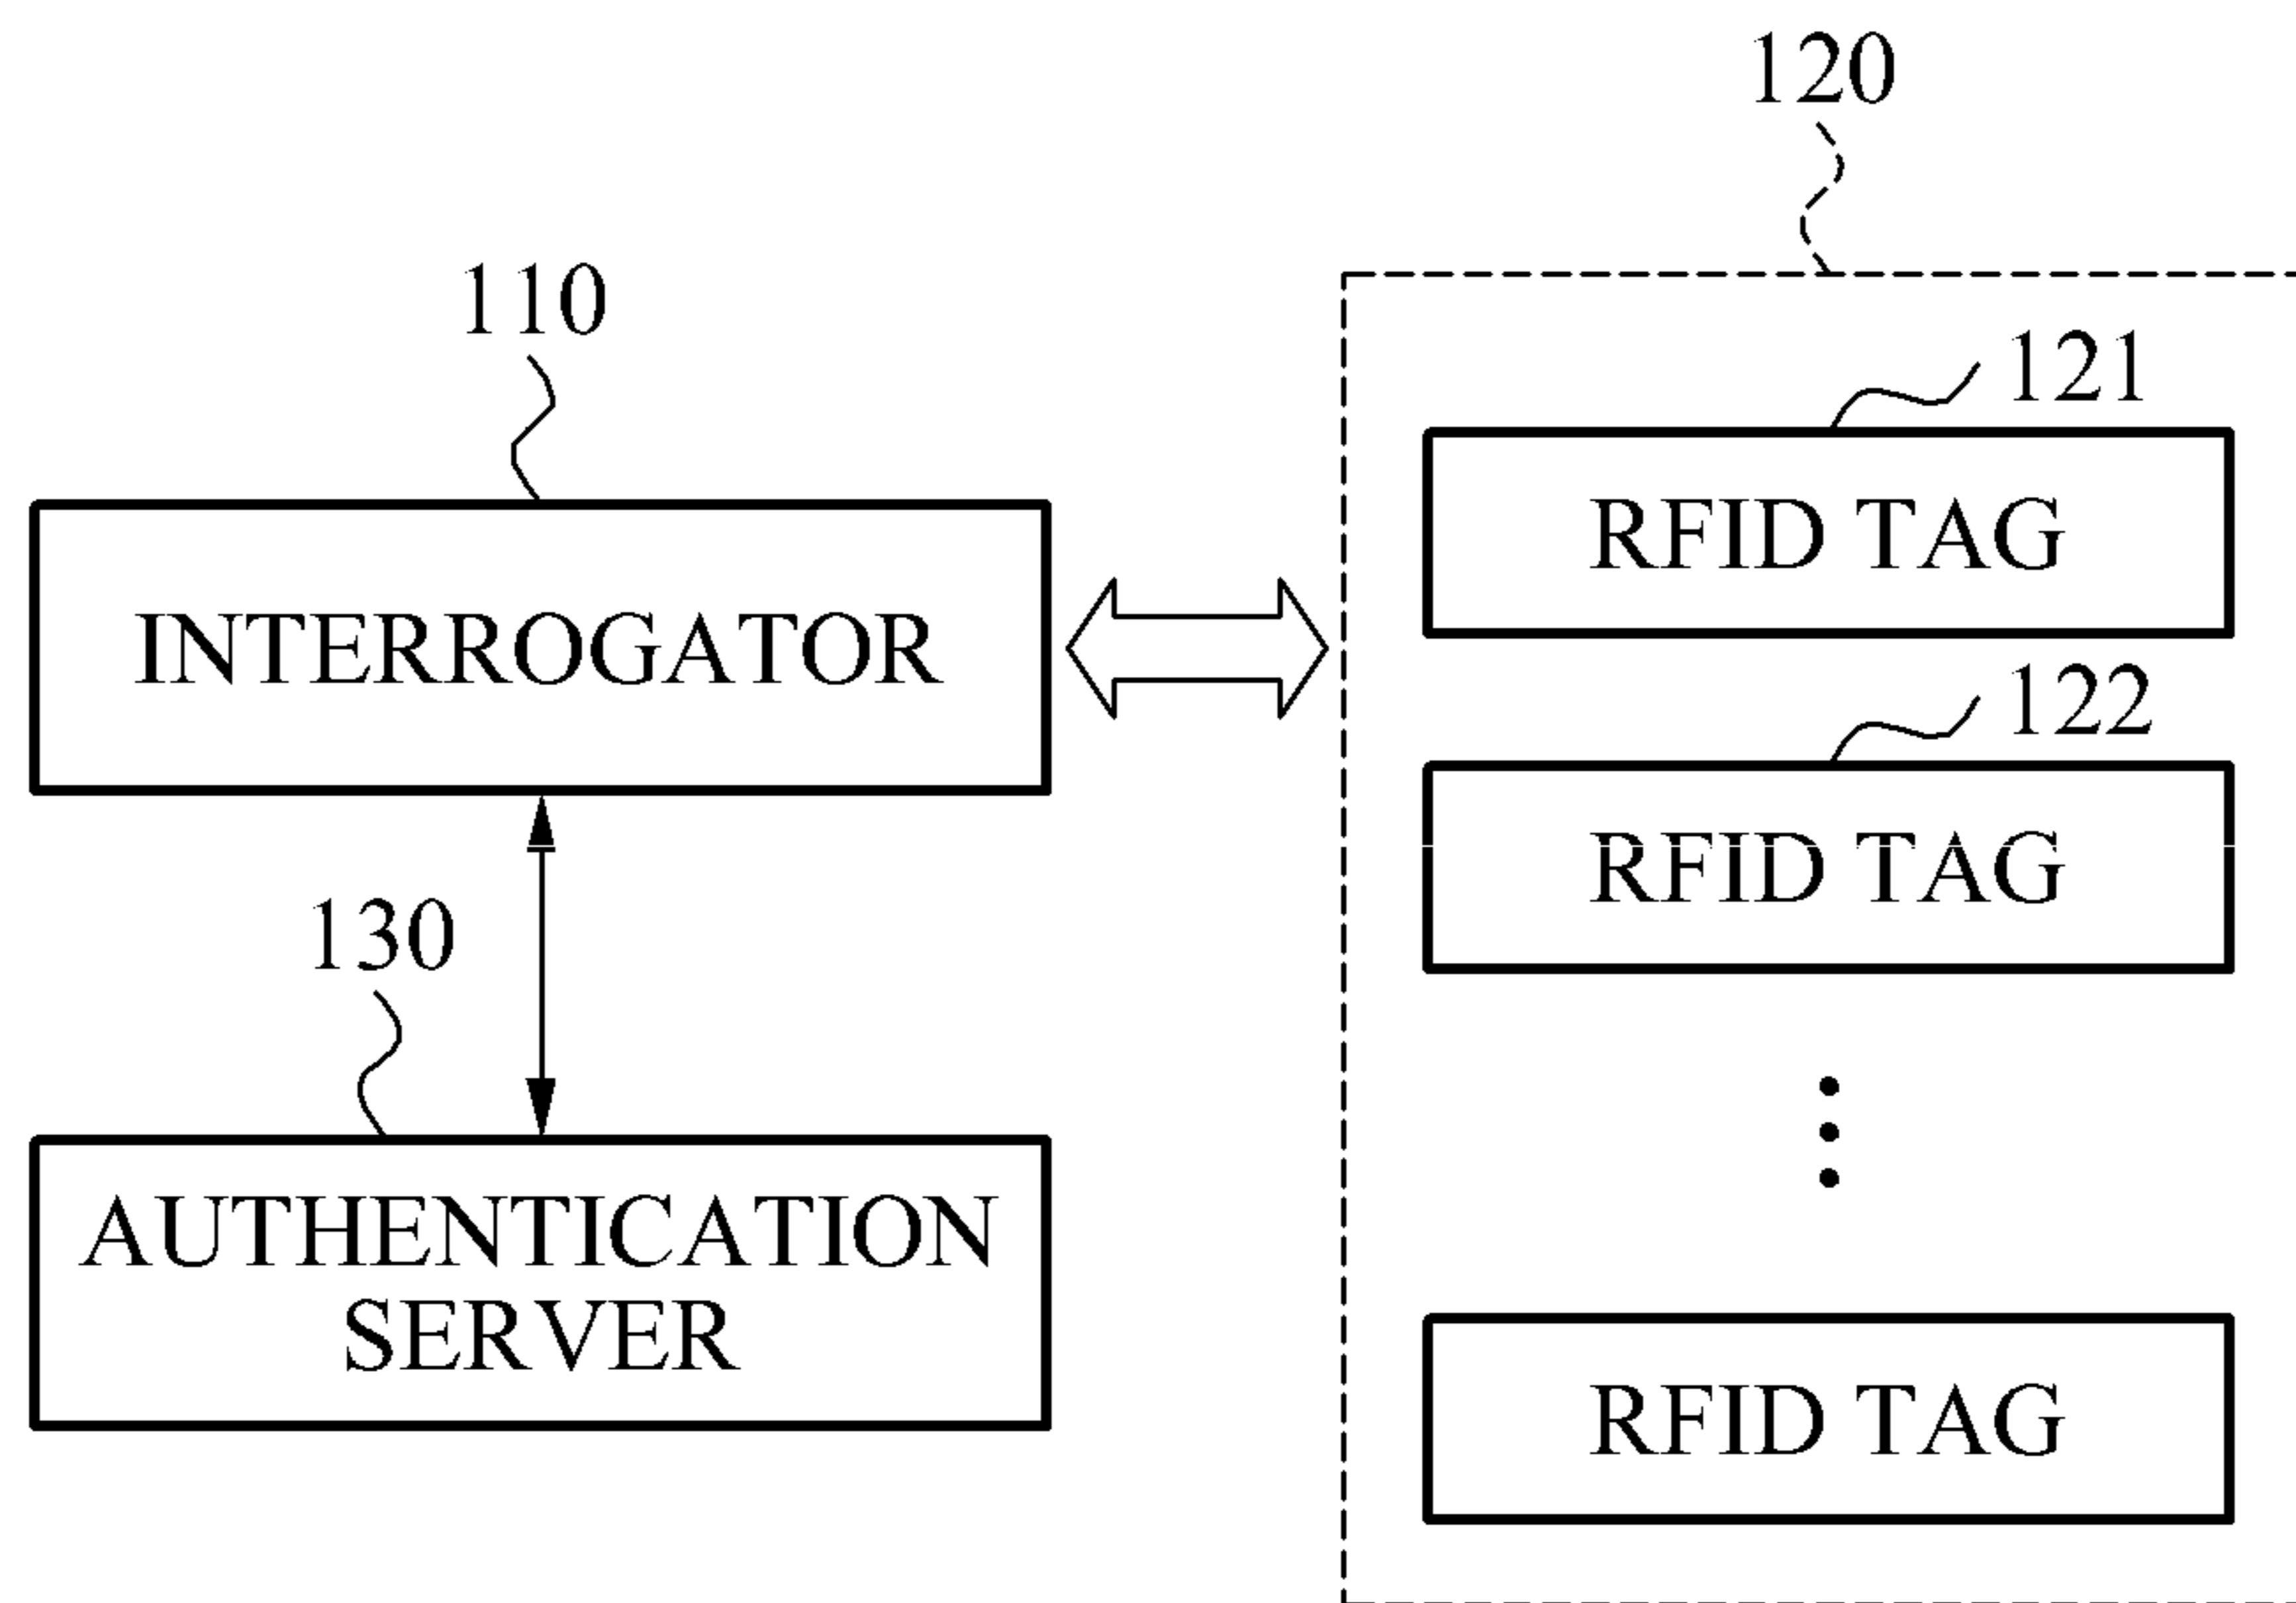 120
110
121
RFID TAG
INTERROGATOR
122
RFID TAG
130
AUTHENTICATION
SERVER
RFID TAG